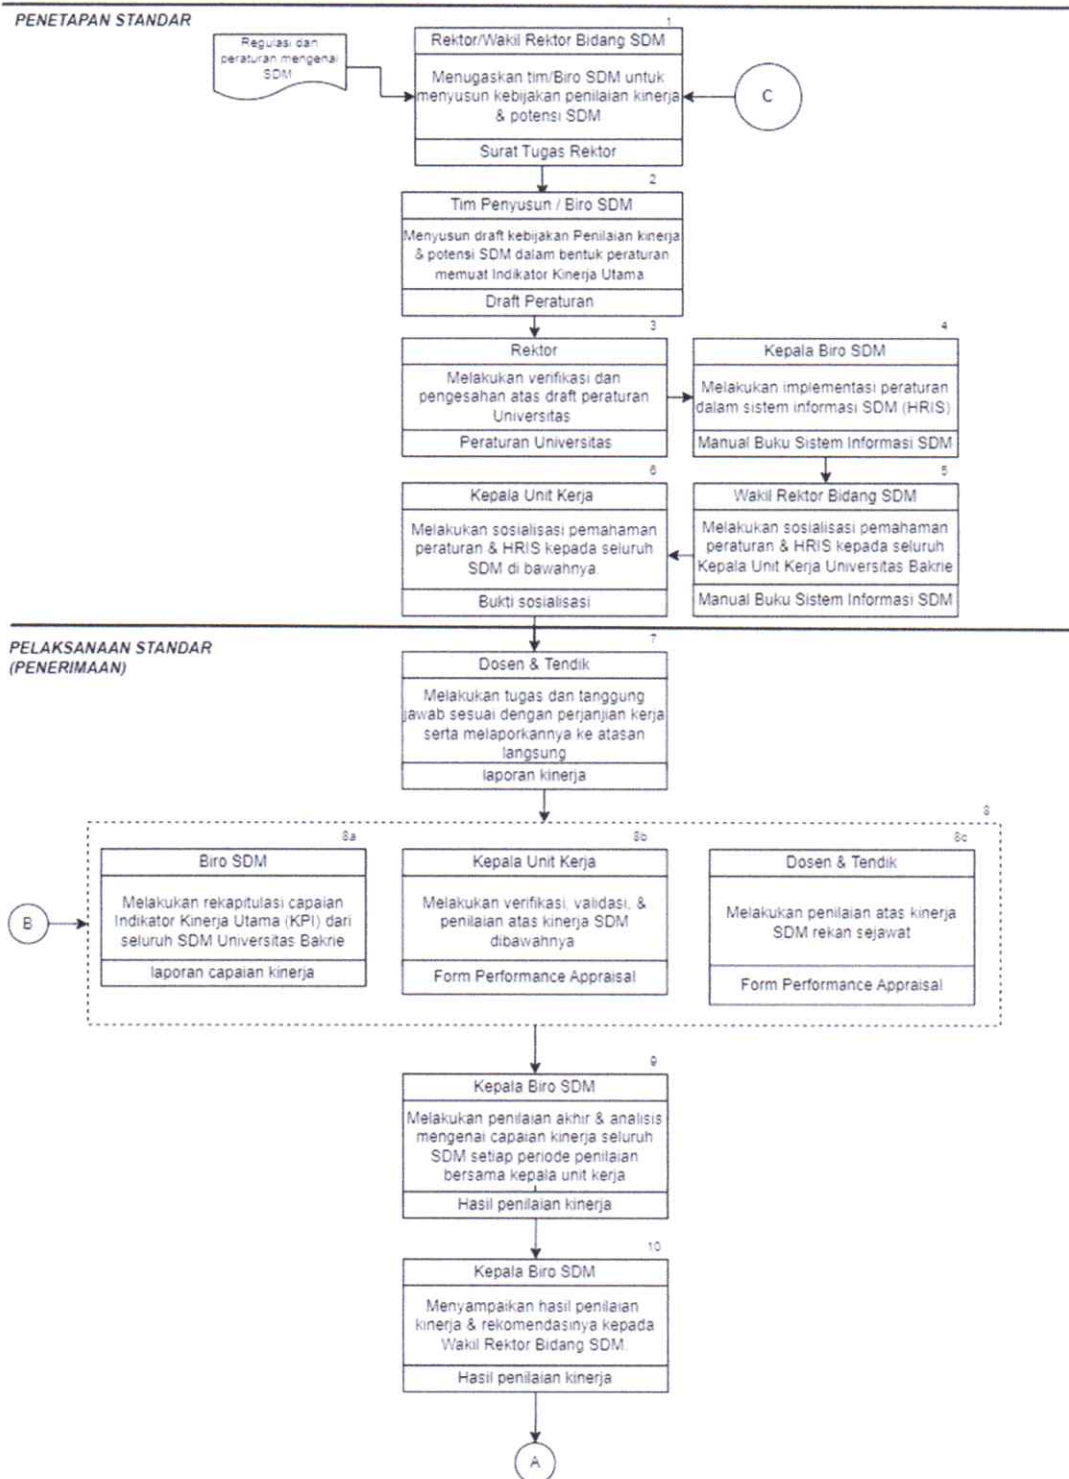 PENETAPAN STANDAR
Regulasi dan
peraturan mengenai
SDM
1
Rektor/Wakil Rektor Bidang SDM
Menugaskan tim/Biro SDM untuk
menyusun kebijakan penilaian kinerja
& potensi SDM
Surat Tugas Rektor
C
2
Tim Penyusun / Biro SDM
Menyusun draft kebijakan Penilaian kinerja
& potensi SDM dalam bentuk peraturan
memuat Indikator Kinerja Utama
Draft Peraturan
3
Rektor
Melakukan verifikasi dan
pengesahan atas draft peraturan
Universitas
Peraturan Universitas
4
Kepala Biro SDM
Melakukan implementasi peraturan
dalam sistem informasi SDM (HRIS)
Manual Buku Sistem Informasi SDM
5
Wakil Rektor Bidang SDM
Melakukan sosialisasi pemahaman
peraturan & HRIS kepada seluruh
Kepala Unit Kerja Universitas Bakrie
Manual Buku Sistem Informasi SDM
6
Kepala Unit Kerja
Melakukan sosialisasi pemahaman
peraturan & HRIS kepada seluruh
SDM di bawahnya.
Bukti sosialisasi
PELAKSANAAN STANDAR
(PENERIMAAN)
7
Dosen & Tendik
Melakukan tugas dan tanggung
jawab sesuai dengan perjanjian kerja
serta melaporkannya ke atasan
langsung
laporan kinerja
8
B
8a
Biro SDM
Melakukan rekapitulasi capaian
Indikator Kinerja Utama (KPI) dari
seluruh SDM Universitas Bakrie
laporan capaian kinerja
8b
Kepala Unit Kerja
Melakukan verifikasi, validasi, &
penilaian atas kinerja SDM
dibawahnya
Form Performance Appraisal
8c
Dosen & Tendik
Melakukan penilaian atas kinerja
SDM rekan sejawat
Form Performance Appraisal
9
Kepala Biro SDM
Melakukan penilaian akhir & analisis
mengenai capaian kinerja seluruh
SDM setiap periode penilaian
bersama kepala unit kerja
Hasil penilaian kinerja
10
Kepala Biro SDM
Menyampaikan hasil penilaian
kinerja & rekomendasinya kepada
Wakil Rektor Bidang SDM.
Hasil penilaian kinerja
A